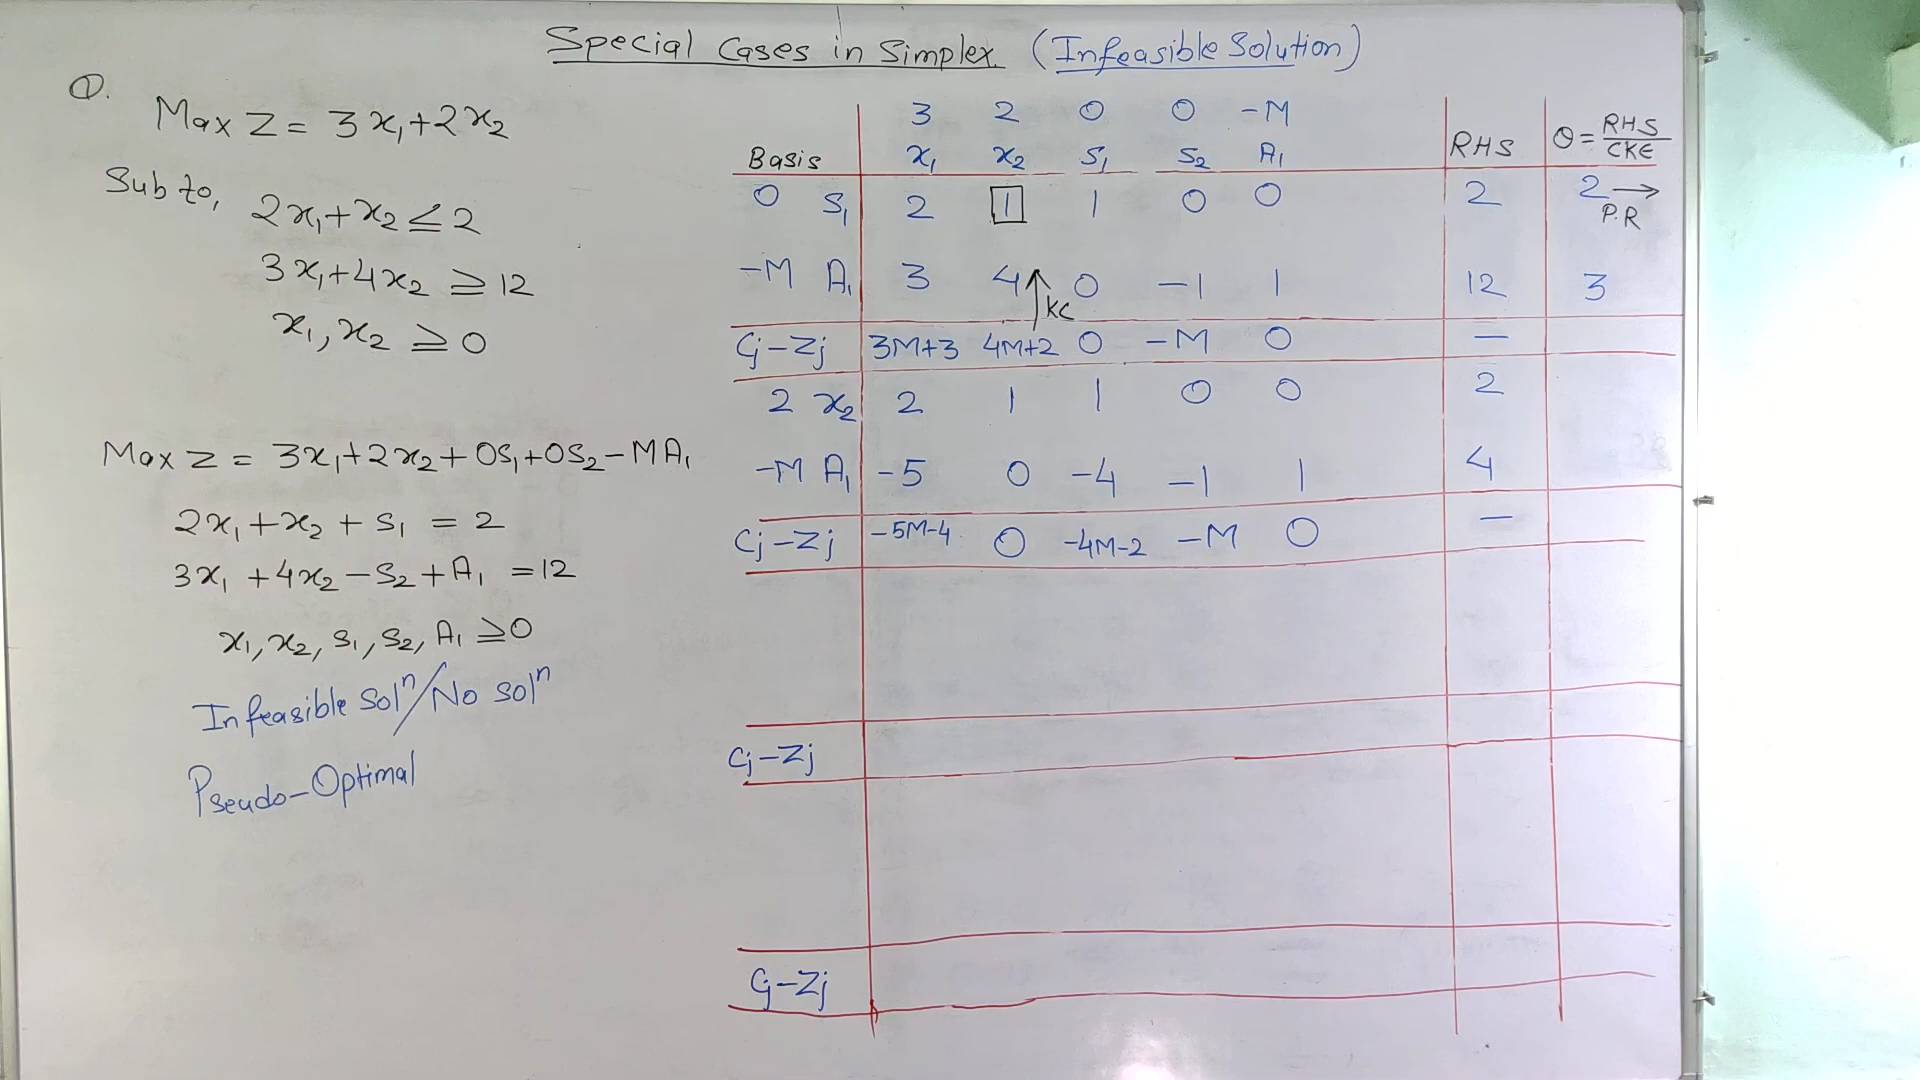 Special Cases in Simplex (Infeasible Solution)
①.
Max Z = 3x₁+2x₂
Sub to,
2x₁+x₂ ≤ 2
3x₁+4x₂ ≥ 12
x₁, x₂ ≥ 0
Max Z = 3x₁+2x₂+0S₁+0S₂-MA₁
2x₁ + x₂ + S₁ = 2
3x₁ + 4x₂ - S₂ + A₁ = 12
x₁, x₂, S₁, S₂, A₁ ≥ 0
Infeasible Solⁿ/No solⁿ
Pseudo-Optimal
3 2 0 0 -M
Basis x₁ x₂ S₁ S₂ A₁ RHS θ = RHS/CKE
0 S₁ 2 1 1 0 0 2 2 → P.R
-M A₁ 3 4 0 -1 1 12 3
↑ KC
Cj-Zj 3M+3 4M+2 0 -M 0 —
2 x₂ 2 1 1 0 0 2
-M A₁ -5 0 -4 -1 1 4
Cj-Zj -5M-4 0 -4M-2 -M 0 —
Cj-Zj
Cj-Zj